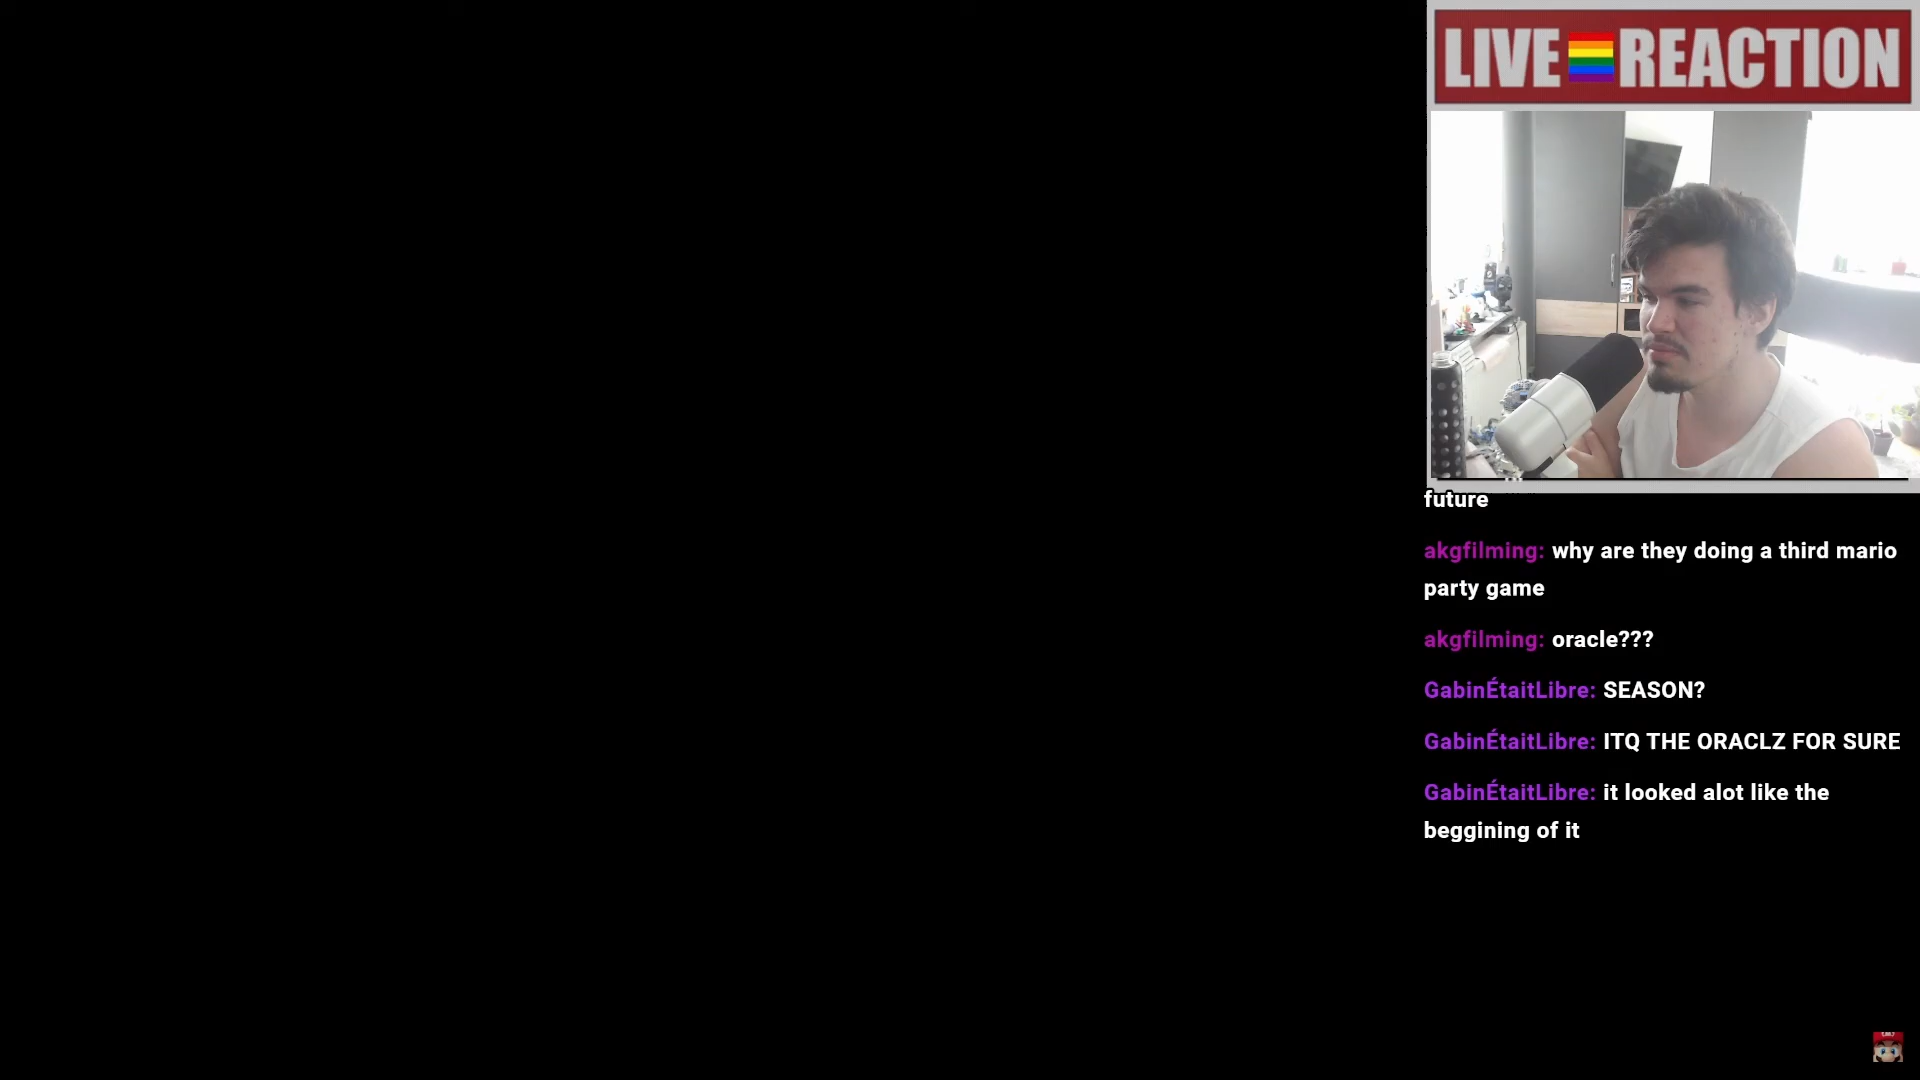 LIVE REACTION
future
akgfilming: why are they doing a third mario
party game
akgfilming: oracle???
GabinÉtaitLibre: SEASON?
GabinÉtaitLibre: ITQ THE ORACLZ FOR SURE
GabinÉtaitLibre: it looked alot like the
beggining of it